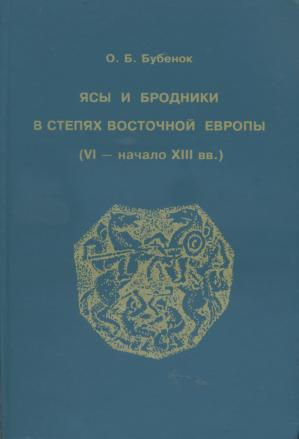 О. Б. Бубенок
ЯСЫ И БРОДНИКИ
В СТЕПЯХ ВОСТОЧНОЙ ЕВРОПЫ
(VI — начало XIII вв.)